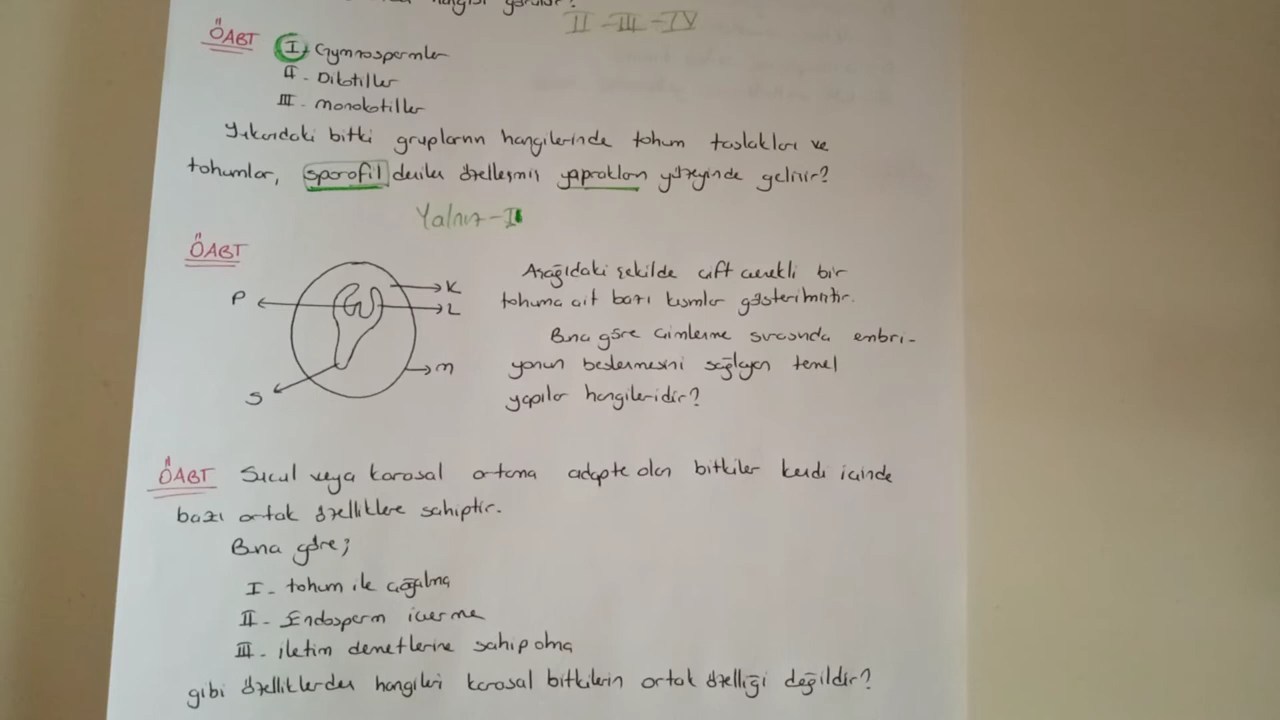 hangisi görülür?
II - III - IV
ÖABT
I - Gymnospermler
II - Dikotiller
III - Monokotiller
Yukarıdaki bitki gruplarının hangilerinde tohum taslakları ve
tohumlar, sporofil denilen özelleşmiş yaprakları yüzeyinde gelişir?
Yalnız - I
ÖABT
P
K
L
M
S
Aşağıdaki şekilde çift çenekli bir
tohuma ait bazı kısımlar gösterilmiştir.
Buna göre çimlenme sırasında embri-
yonun beslenmesini sağlayan temel
yapılar hangileridir?
ÖABT Sucul veya karasal ortama adapte olan bitkiler kendi içinde
bazı ortak özelliklere sahiptir.
Buna göre;
I - tohum ile çoğalma
II - Endosperm içerme
III - iletim demetlerine sahip olma
gibi özelliklerden hangileri karasal bitkilerin ortak özelliği değildir?